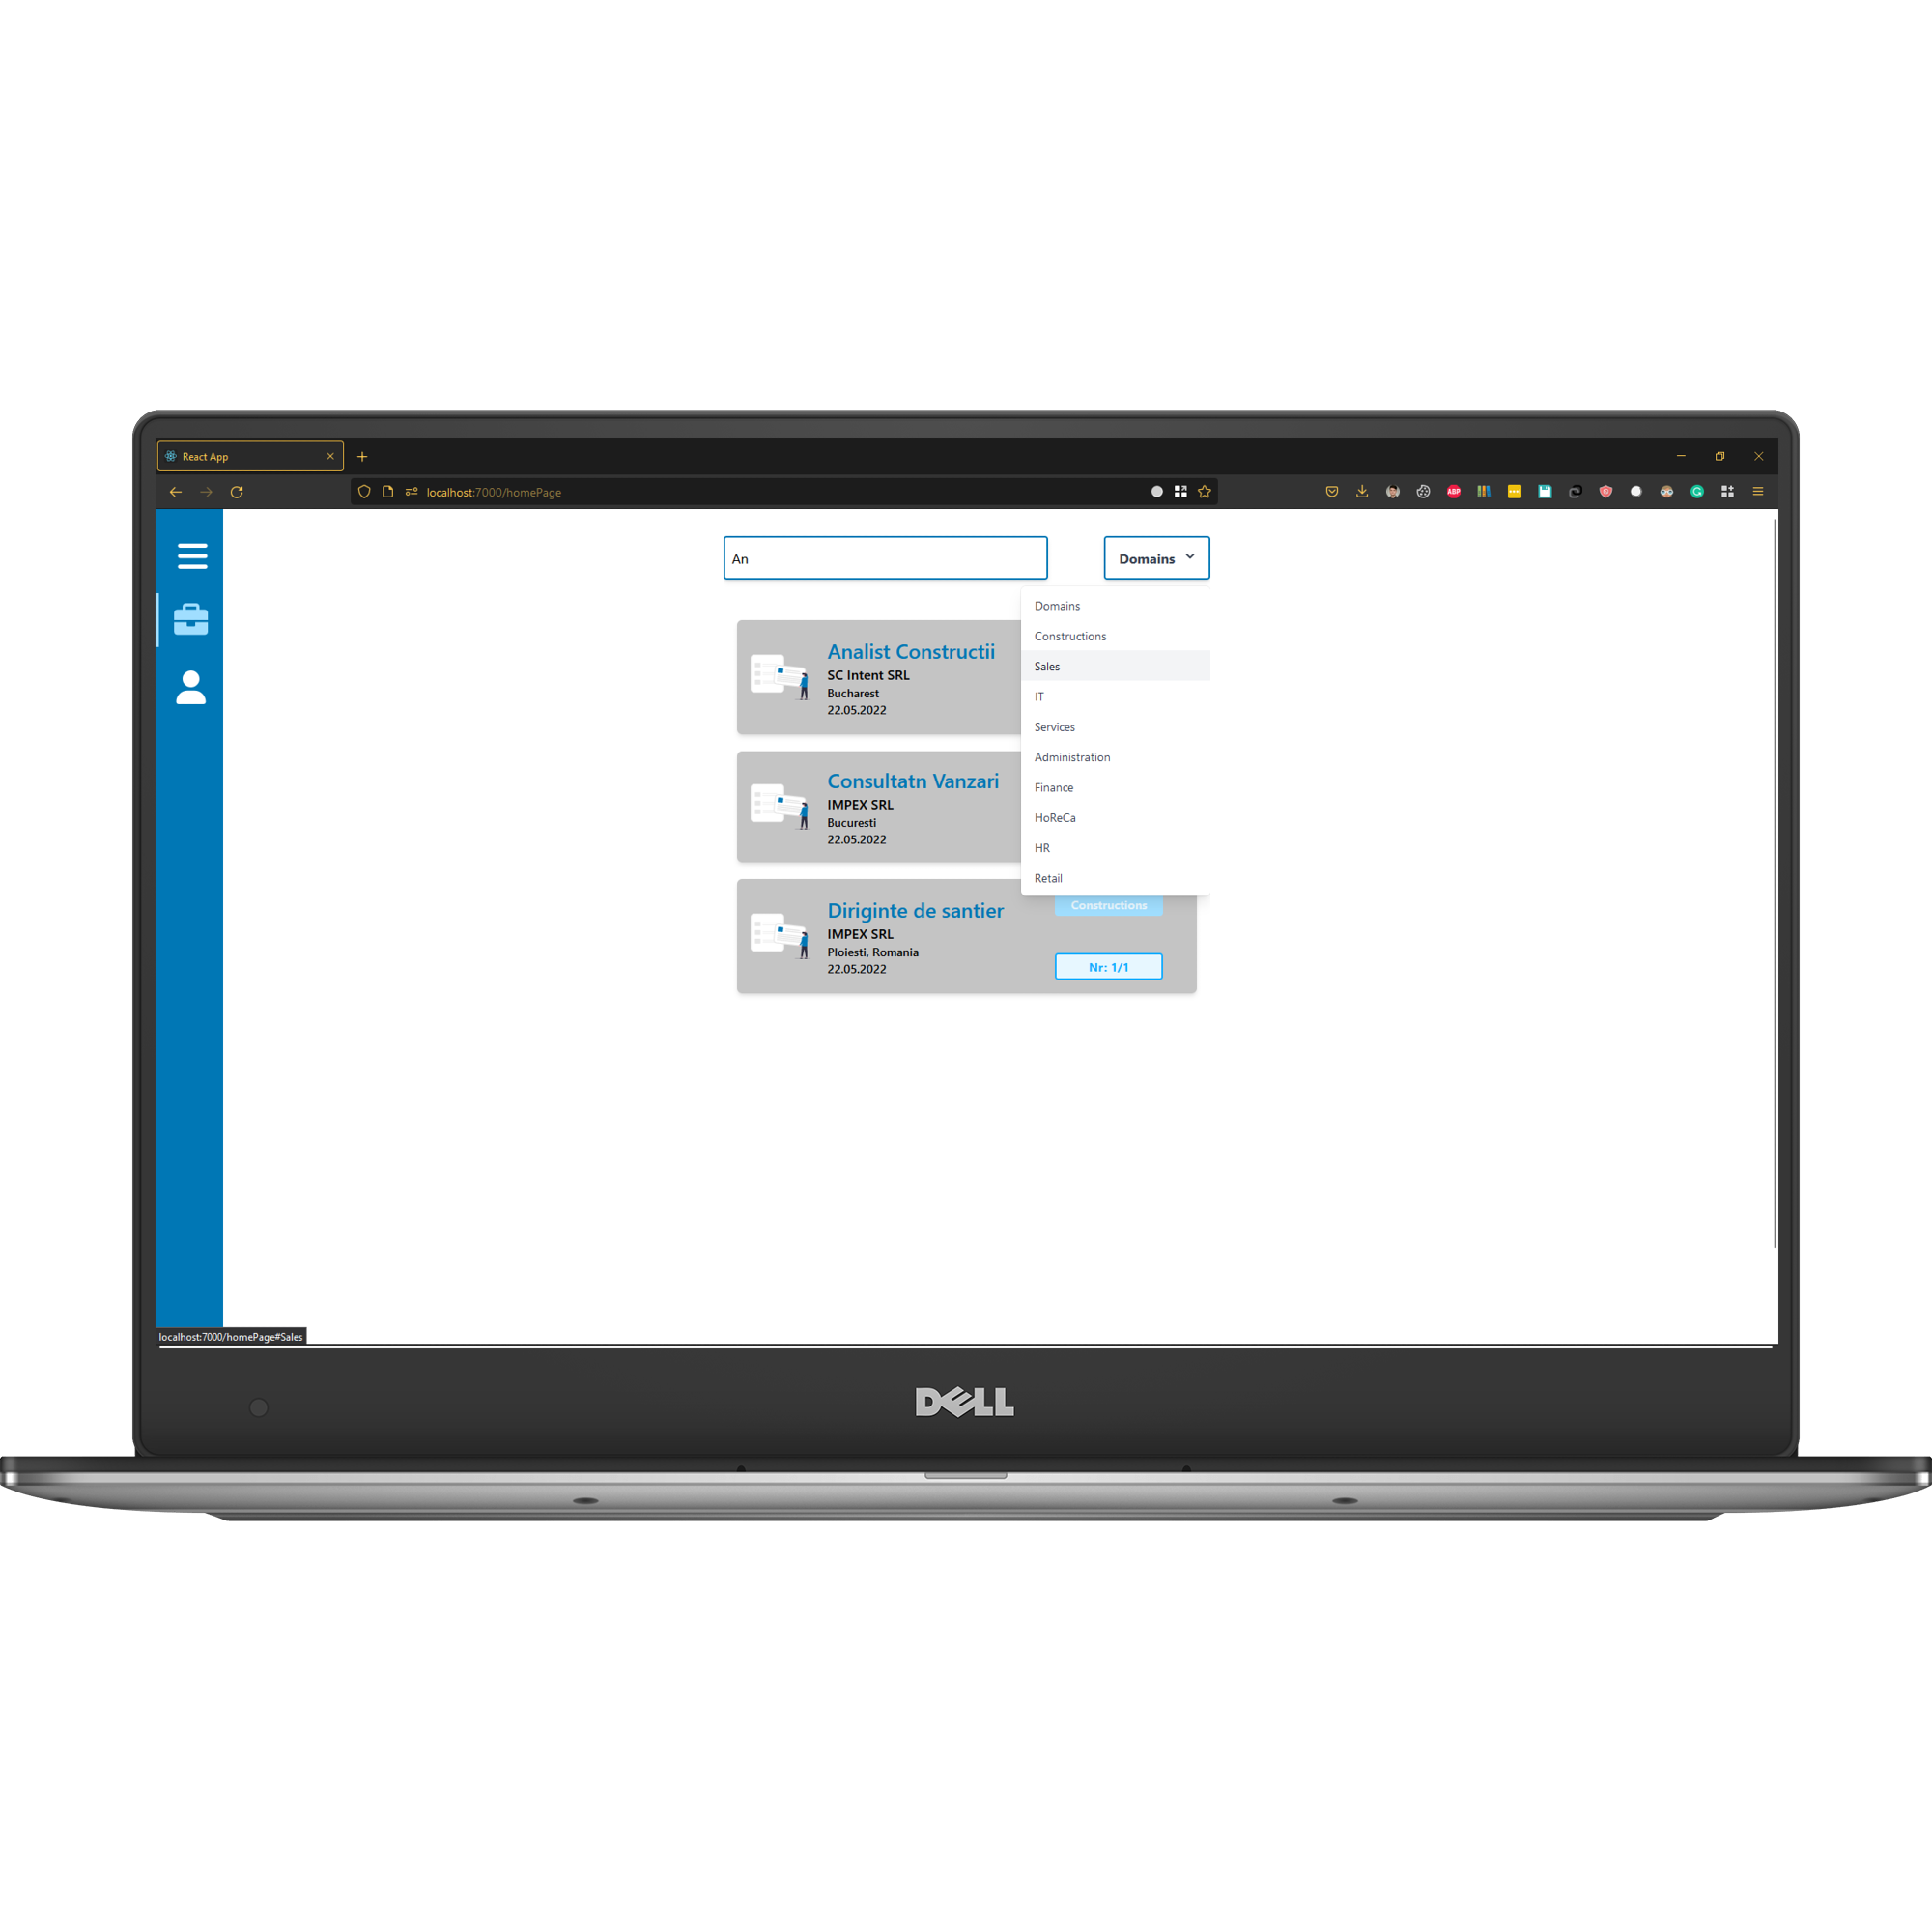 React App
localhost:7000/homePage
ABP
An
Domains
Domains
Constructions
Sales
IT
Services
Administration
Finance
HoReCa
HR
Retail
Analist Constructii
SC Intent SRL
Bucharest
22.05.2022
Consultatn Vanzari
IMPEX SRL
Bucuresti
22.05.2022
Diriginte de santier
IMPEX SRL
Ploiesti, Romania
22.05.2022
Constructions
Nr: 1/1
localhost:7000/homePage#Sales
DELL